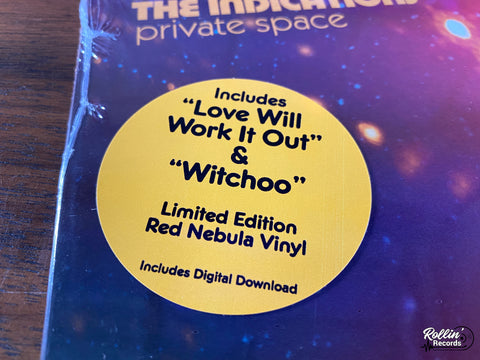 THE INDICATIONS
private space
Includes
"Love Will
Work It Out"
&
"Witchoo"
Limited Edition
Red Nebula Vinyl
Includes Digital Download
Rollin'
Records